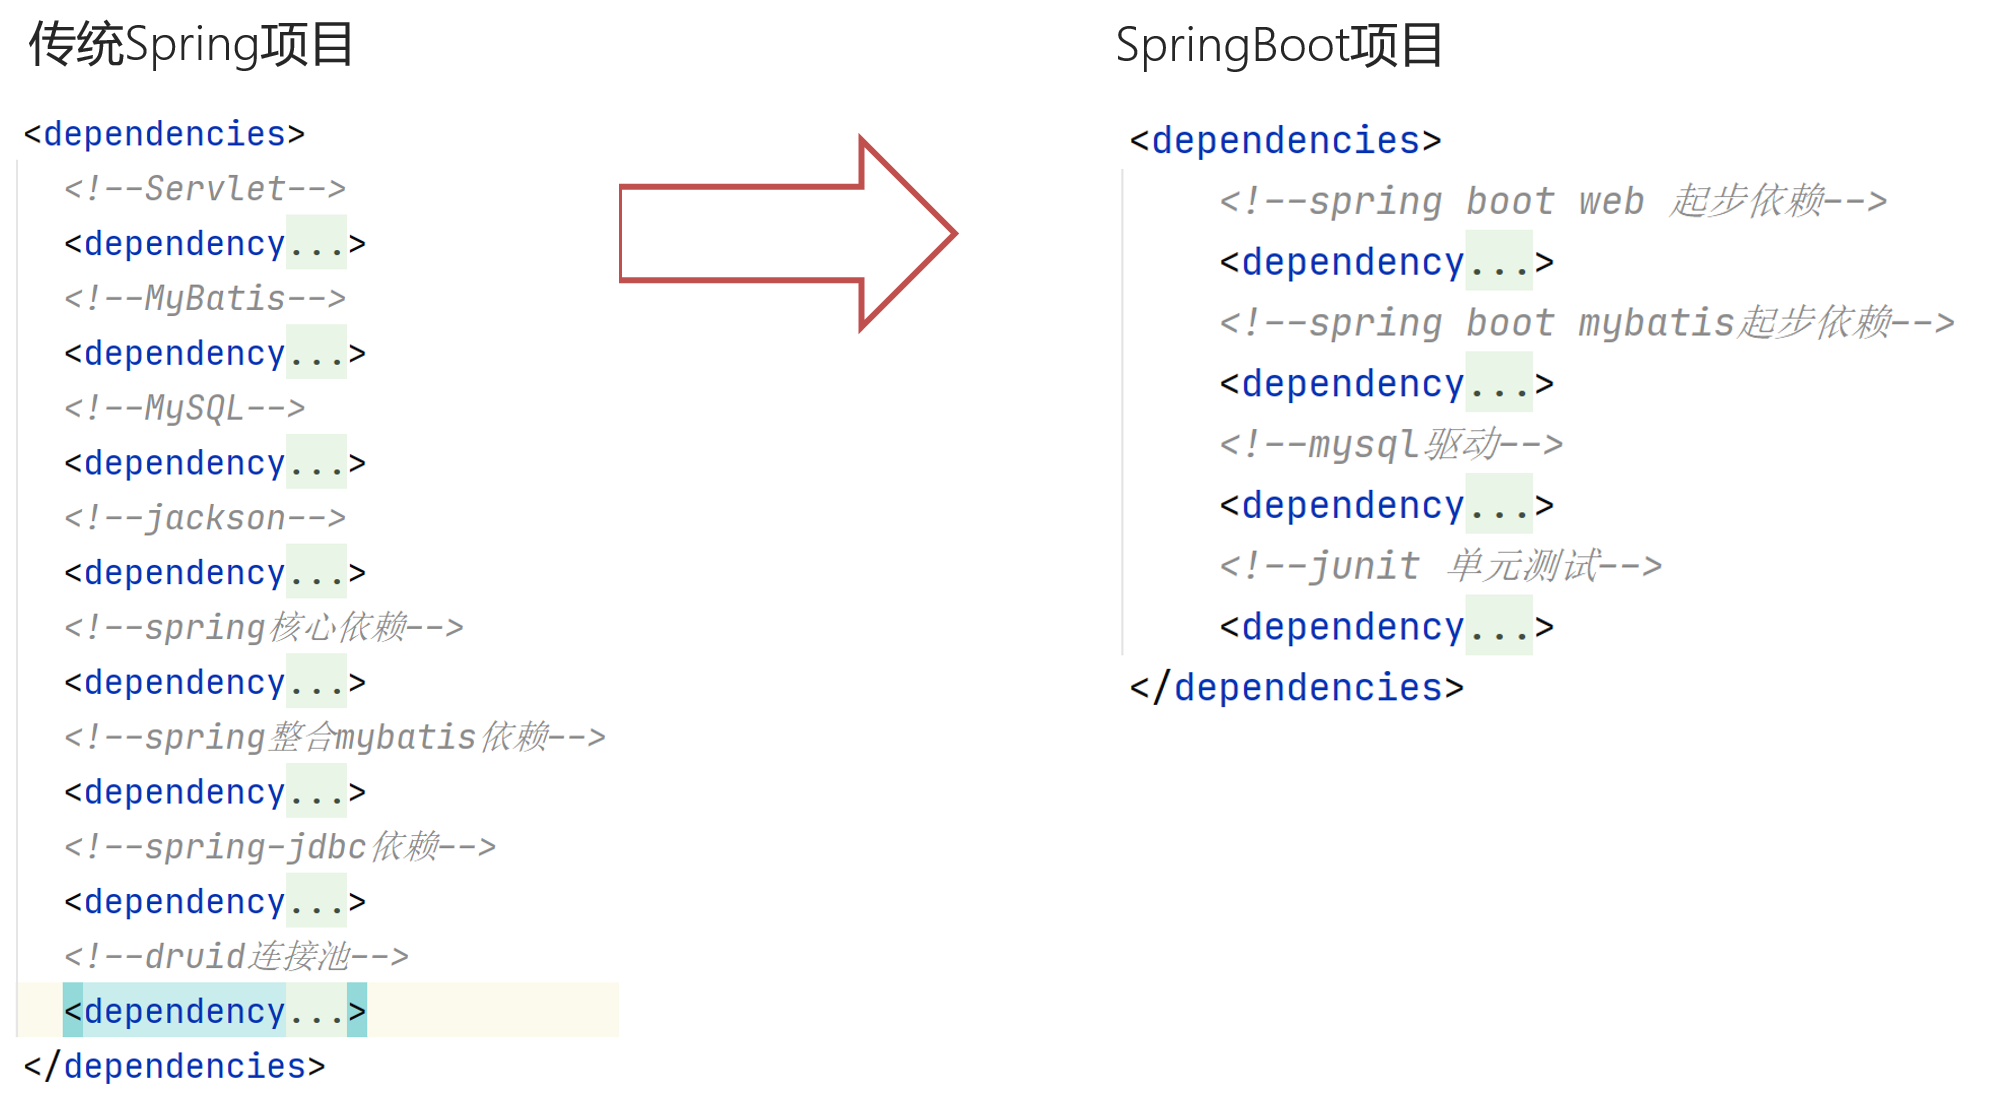 传统Spring项目
<dependencies>
<!--Servlet-->
<dependency...>
<!--MyBatis-->
<dependency...>
<!--MySQL-->
<dependency...>
<!--jackson-->
<dependency...>
<!--spring核心依赖-->
<dependency...>
<!--spring整合mybatis依赖-->
<dependency...>
<!--spring-jdbc依赖-->
<dependency...>
<!--druid连接池-->
<dependency...>
</dependencies>
SpringBoot项目
<dependencies>
<!--spring boot web 起步依赖-->
<dependency...>
<!--spring boot mybatis起步依赖-->
<dependency...>
<!--mysql驱动-->
<dependency...>
<!--junit 单元测试-->
<dependency...>
</dependencies>